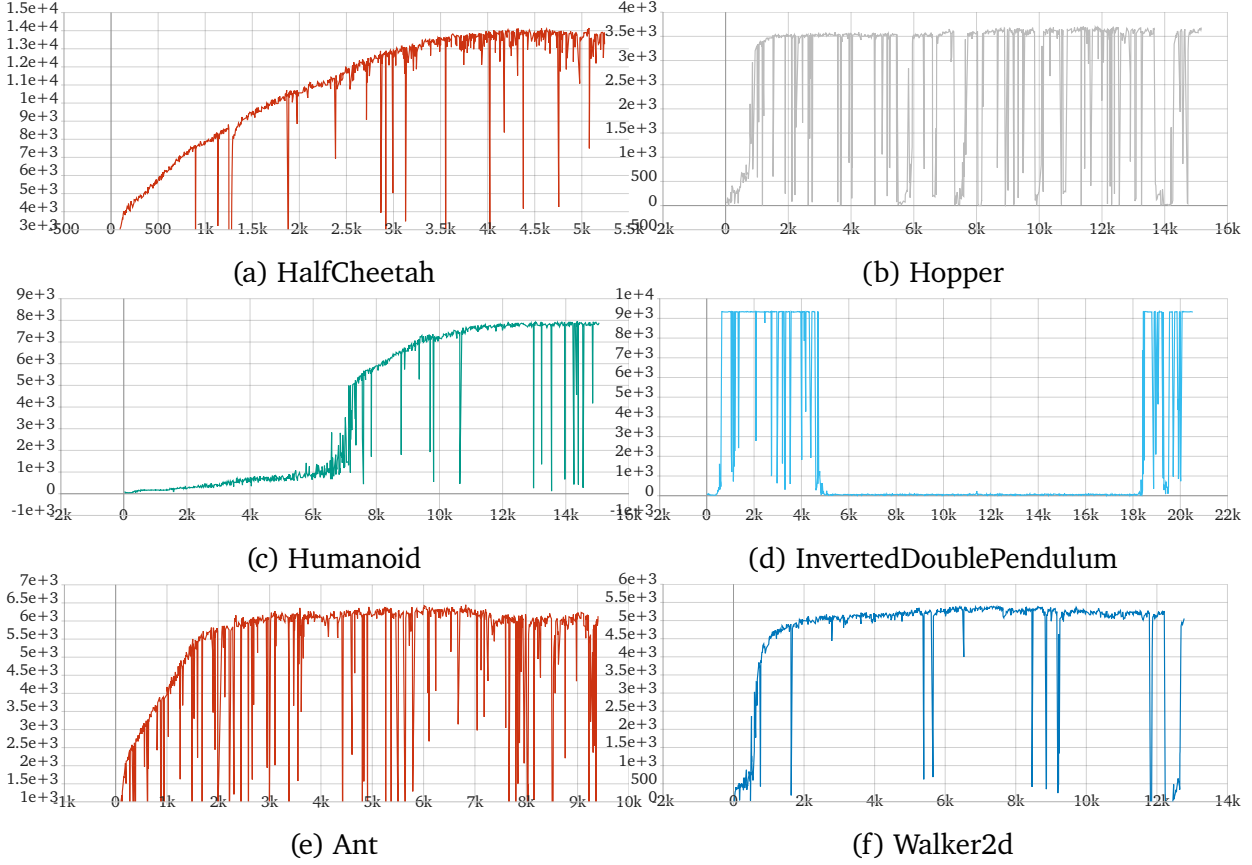 1.5e+4
1.4e+4
1.3e+4
1.2e+4
1.1e+4
1e+4
9e+3
8e+3
7e+3
6e+3
5e+3
4e+3
3e+3
-500 0 500 1k 1.5k 2k 2.5k 3k 3.5k 4k 4.5k 5k 5.5k
(a) HalfCheetah
4e+3
3.5e+3
3e+3
2.5e+3
2e+3
1.5e+3
1e+3
500
0
-500
-2k 0 2k 4k 6k 8k 10k 12k 14k 16k
(b) Hopper
9e+3
8e+3
7e+3
6e+3
5e+3
4e+3
3e+3
2e+3
1e+3
0
-1e+3
-2k 0 2k 4k 6k 8k 10k 12k 14k 16k
(c) Humanoid
1e+4
9e+3
8e+3
7e+3
6e+3
5e+3
4e+3
3e+3
2e+3
1e+3
0
-1e+3
-2k 0 2k 4k 6k 8k 10k 12k 14k 16k 18k 20k 22k
(d) InvertedDoublePendulum
7e+3
6.5e+3
6e+3
5.5e+3
5e+3
4.5e+3
4e+3
3.5e+3
3e+3
2.5e+3
2e+3
1.5e+3
1e+3
-1k 0 1k 2k 3k 4k 5k 6k 7k 8k 9k 10k
(e) Ant
6e+3
5.5e+3
5e+3
4.5e+3
4e+3
3.5e+3
3e+3
2.5e+3
2e+3
1.5e+3
1e+3
500
0
-2k 0 2k 4k 6k 8k 10k 12k 14k
(f) Walker2d